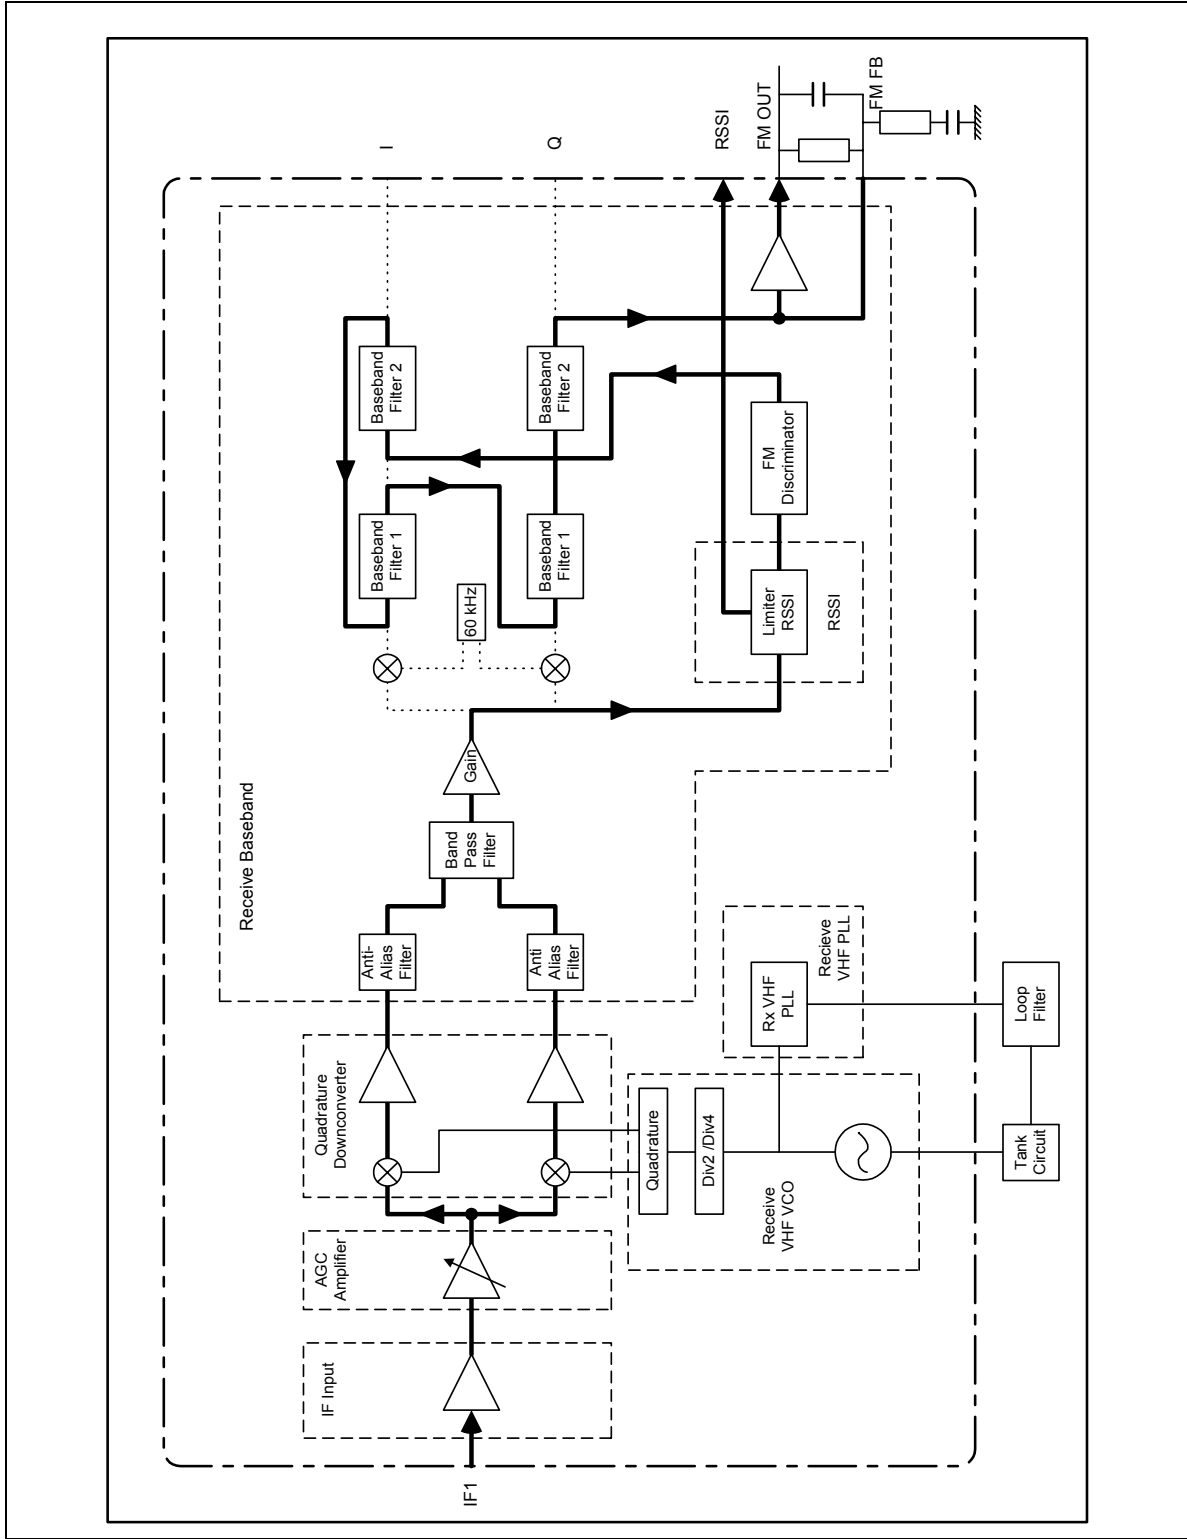 IF1
IF Input
AGC
Amplifier
Quadrature
Downconverter
Receive Baseband
Anti-
Alias
Filter
Anti
Alias
Filter
Band
Pass
Filter
Gain
60 kHz
Baseband
Filter 1
Baseband
Filter 2
I
Baseband
Filter 1
Baseband
Filter 2
Q
Limiter
RSSI
RSSI
FM
Discriminator
RSSI
FM OUT
FM FB
Quadrature
Div2 /Div4
Receive
VHF VCO
Rx VHF
PLL
Recieve
VHF PLL
Tank
Circuit
Loop
Filter